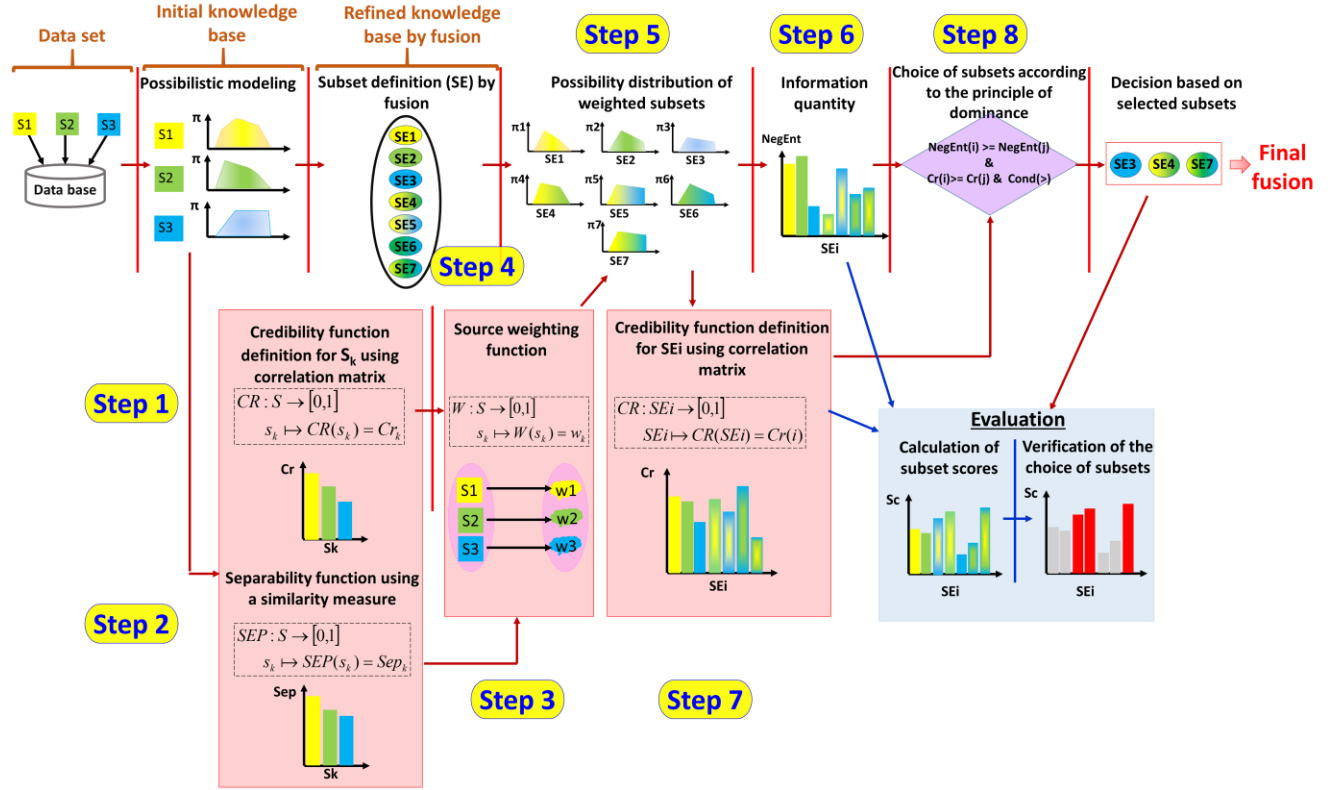 Data set
Initial knowledge
base
Refined knowledge
base by fusion
Step 5
Step 6
Step 8
S1
S2
S3
Data base
Possibilistic modeling
S1
π
S2
π
S3
π
Subset definition (SE) by
fusion
SE1
SE2
SE3
SE4
SE5
SE6
SE7
Step 4
Possibility distribution of
weighted subsets
π1
SE1
π2
SE2
π3
SE3
π4
SE4
π5
SE5
π6
SE6
π7
SE7
Information
quantity
NegEnt
SEi
Choice of subsets according
to the principle of
dominance
NegEnt(i) >= NegEnt(j)
&
Cr(i)>= Cr(j) & Cond(>)
Decision based on
selected subsets
SE3
SE4
SE7
Final
fusion
Step 1
Credibility function
definition for Sk using
correlation matrix
CR : S → [0,1]
sk ↦ CR(sk) = Crk
Cr
Sk
Step 2
Separability function using
a similarity measure
SEP : S → [0,1]
sk ↦ SEP(sk) = Sepk
Sep
Sk
Source weighting
function
W : S → [0,1]
sk ↦ W(sk) = wk
S1
w1
S2
w2
S3
w3
Step 3
Credibility function definition
for SEi using correlation
matrix
CR : SEi → [0,1]
SEi ↦ CR(SEi) = Cr(i)
Cr
SEi
Step 7
Evaluation
Calculation of
subset scores
Sc
SEi
Verification of the
choice of subsets
Sc
SEi